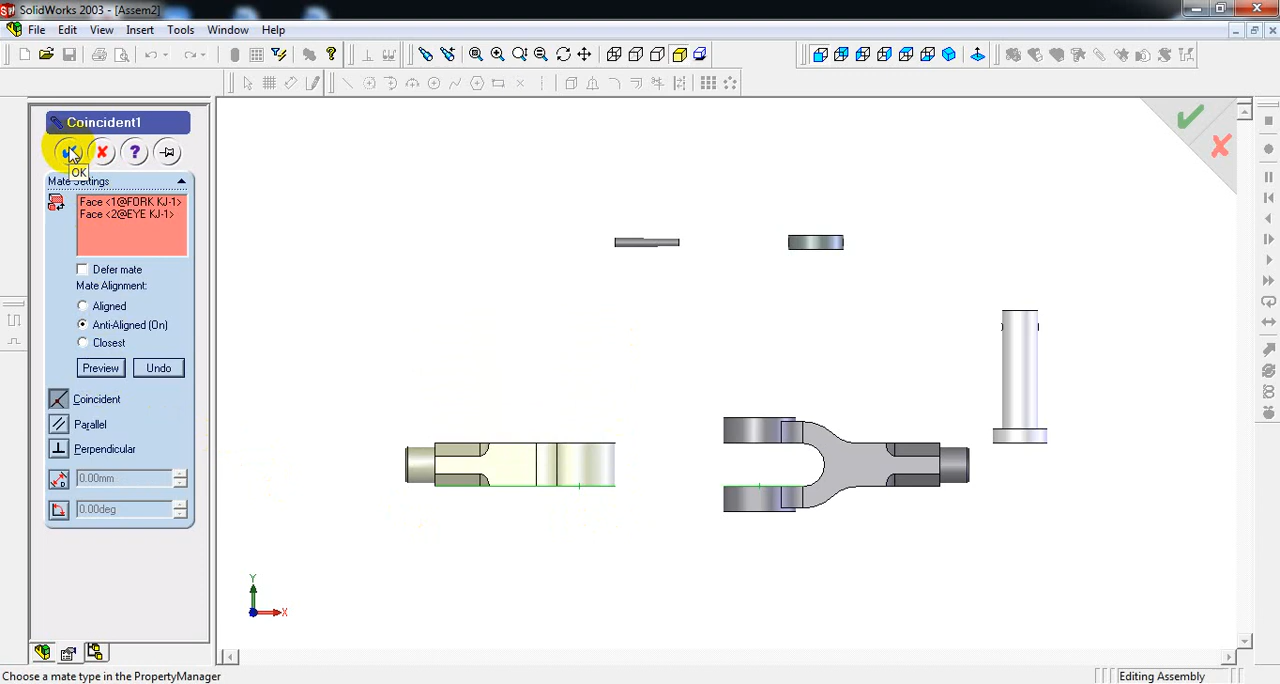 SolidWorks 2003 - [Assem2]
File Edit View Insert Tools Window Help
Coincident1
OK
Mate Settings
Face <1@FORK KJ-1>
Face <2@EYE KJ-1>
Defer mate
Mate Alignment:
Aligned
Anti-Aligned (On)
Closest
Preview Undo
Coincident
Parallel
Perpendicular
0.00mm
0.00deg
Y
X
Choose a mate type in the PropertyManager
Editing Assembly